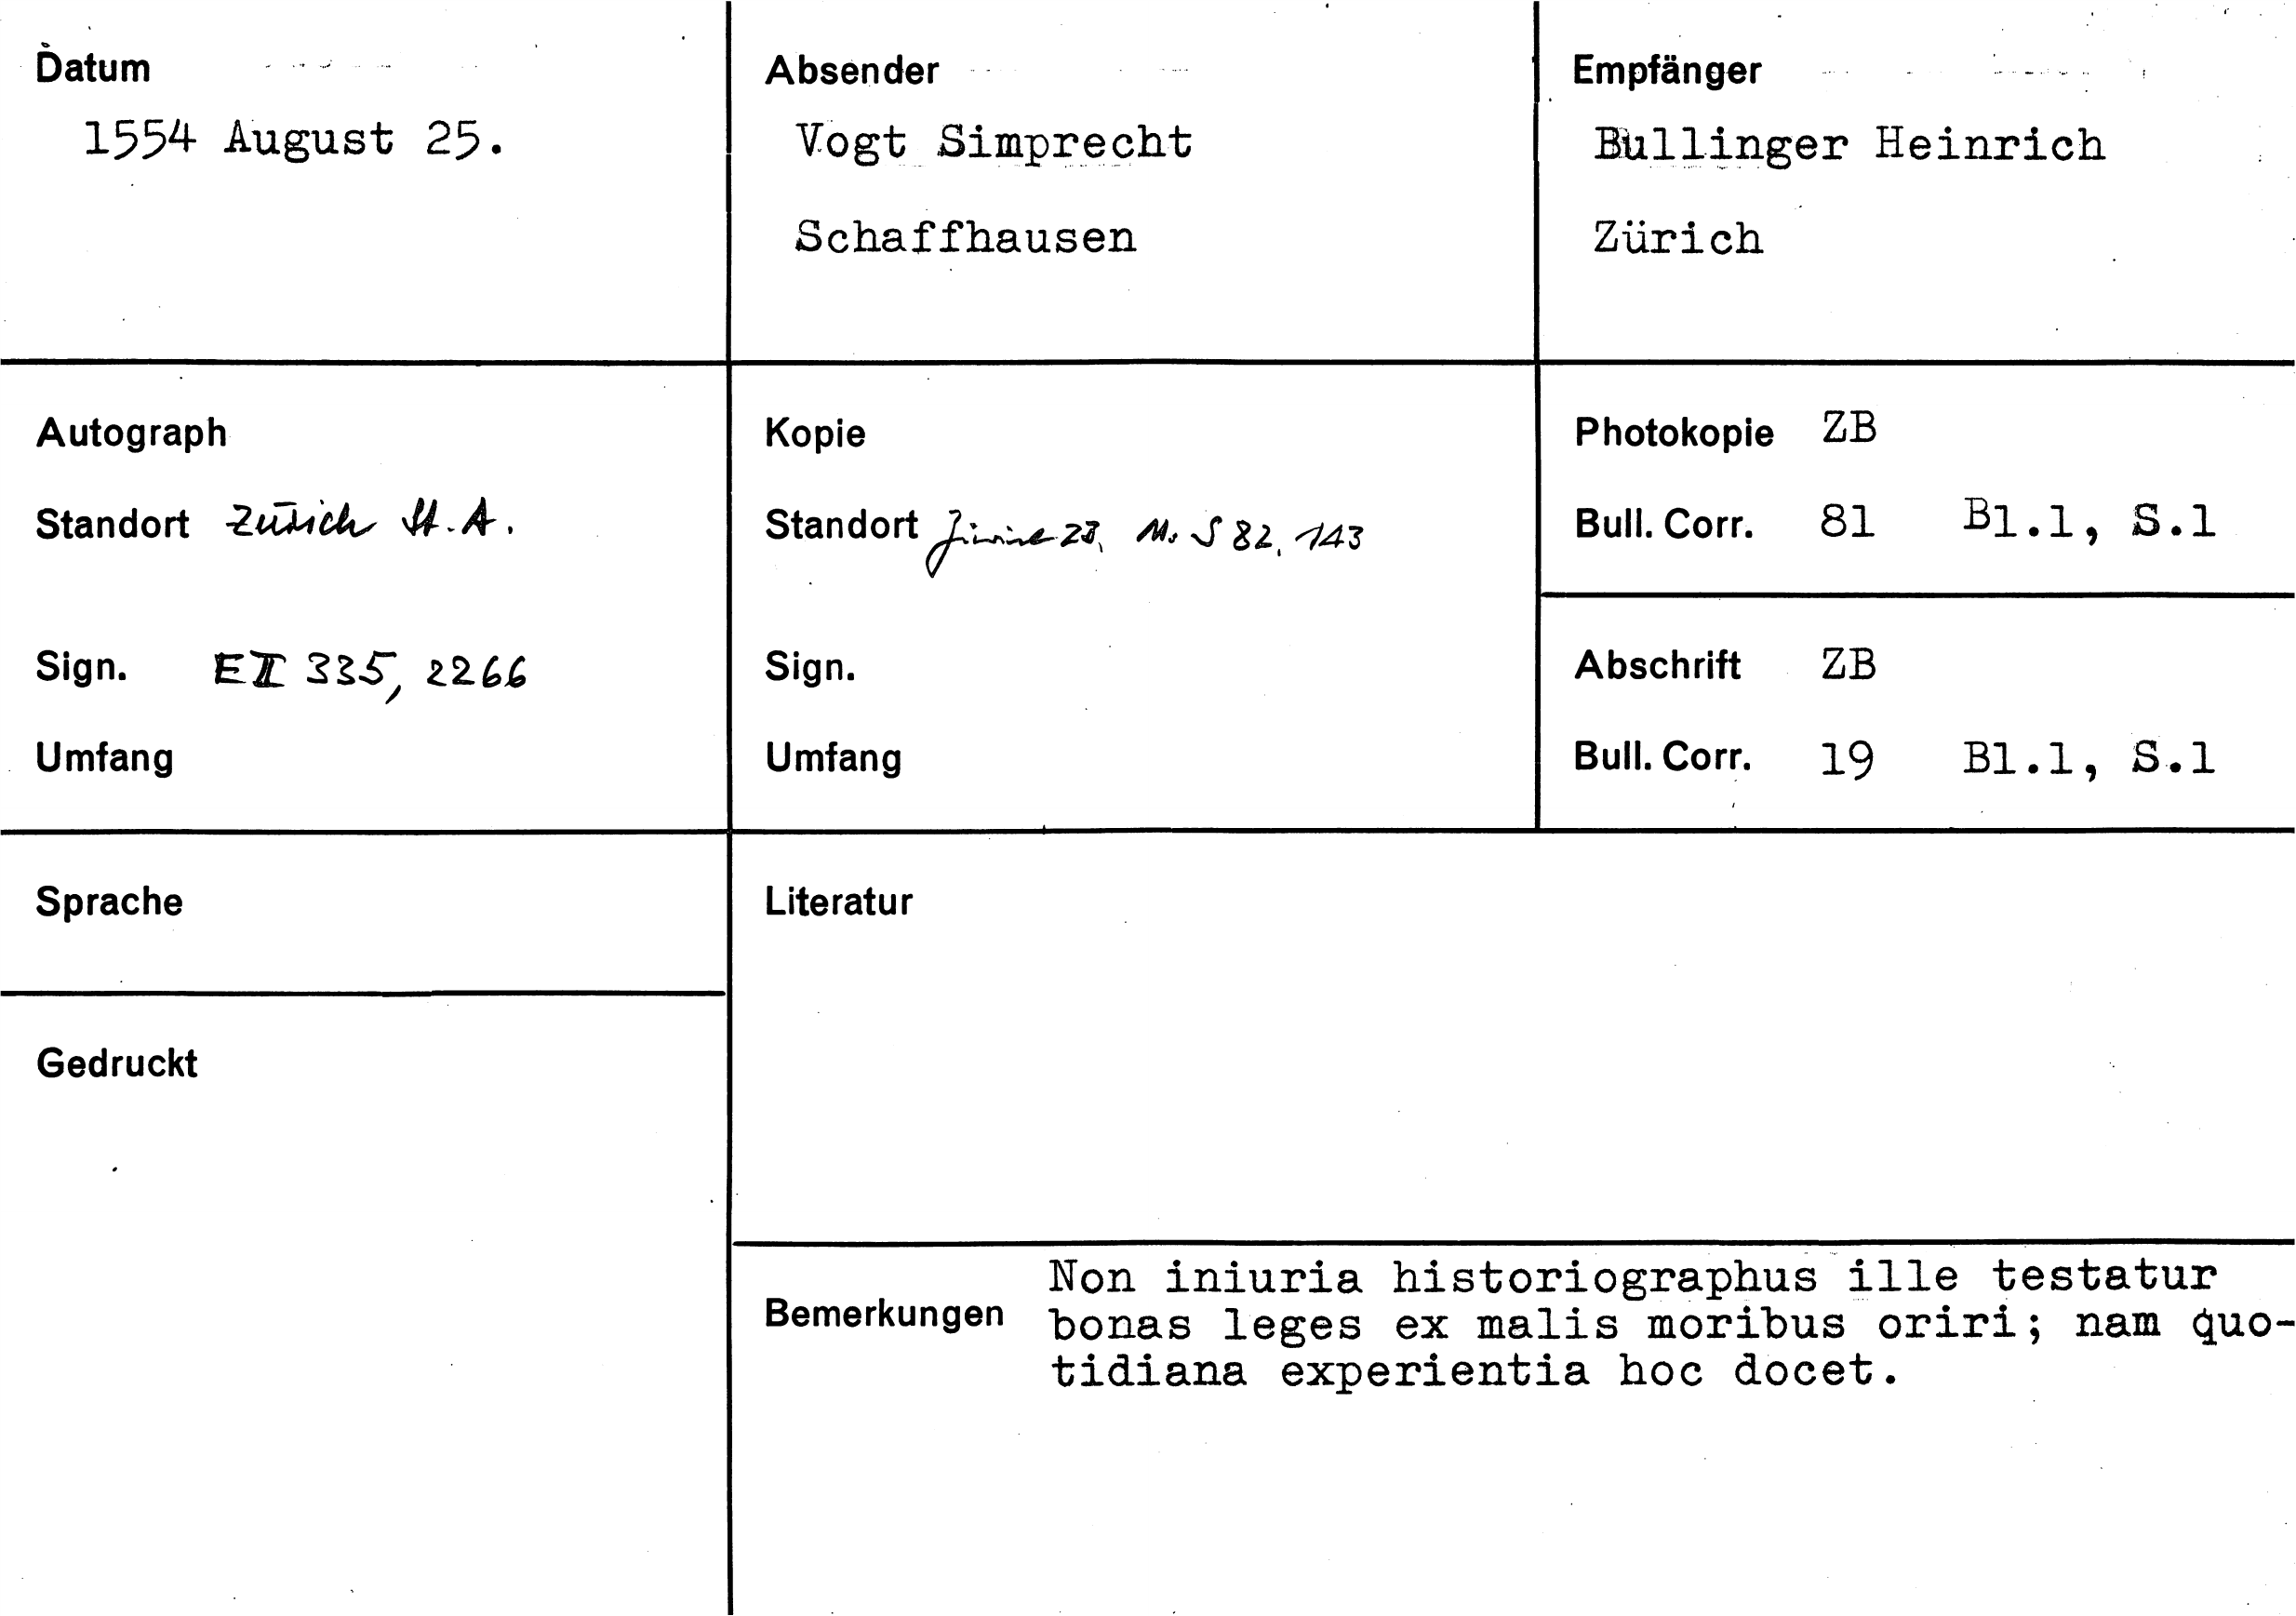 Datum
1554 August 25.
Absender
Vogt Simprecht
Schaffhausen
Empfänger
Bullinger Heinrich
Zürich
Autograph
Standort Zürich St.A.
Sign. E II 335, 2266
Umfang
Kopie
Standort Ms S 82, 143
Sign.
Umfang
Photokopie ZB
Bull. Corr. 81 Bl.1, S.1
Abschrift ZB
Bull. Corr. 19 Bl.1, S.1
Sprache
Gedruckt
Literatur
Bemerkungen
Non iniuria historiographus ille testatur
bonas leges ex malis moribus oriri; nam quo-
tidiana experientia hoc docet.